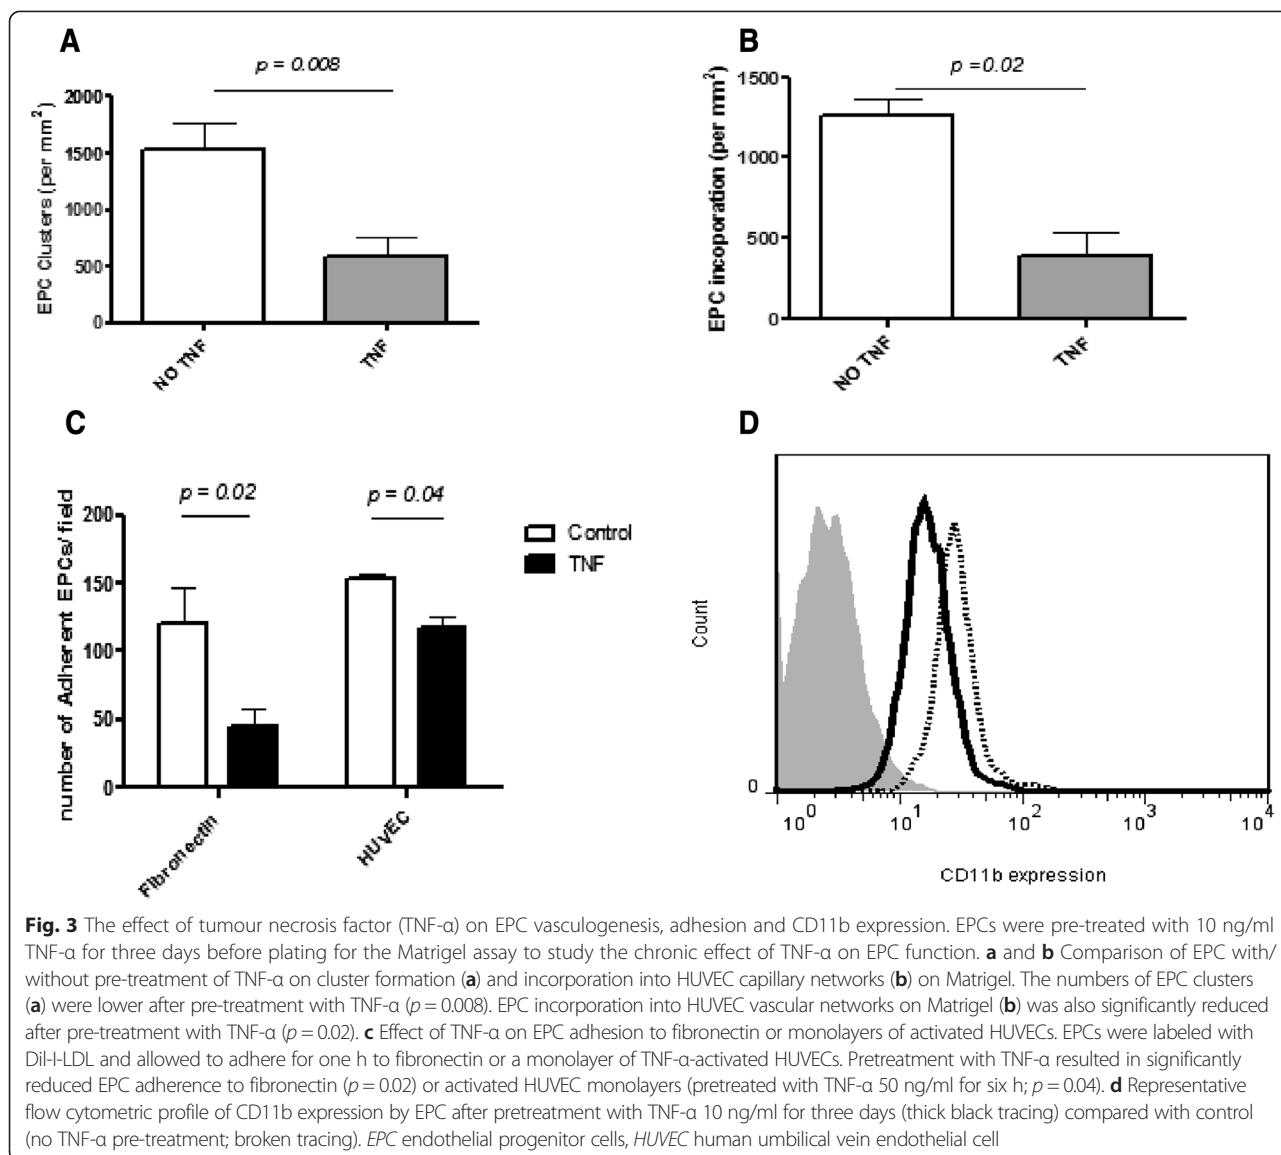 A
p = 0.008
EPC Clusters (per mm²)
2000
1500
1000
500
0
NO TNF
TNF
B
p =0.02
EPC incoporation (per mm²)
1500
1000
500
0
NO TNF
TNF
C
p = 0.02
p = 0.04
number of Adherent EPCs/ field
200
150
100
50
0
Fibronectin
HUVEC
Control
TNF
D
Count
0
10⁰ 10¹ 10² 10³ 10⁴
CD11b expression
Fig. 3 The effect of tumour necrosis factor (TNF-α) on EPC vasculogenesis, adhesion and CD11b expression. EPCs were pre-treated with 10 ng/ml
TNF-α for three days before plating for the Matrigel assay to study the chronic effect of TNF-α on EPC function. a and b Comparison of EPC with/
without pre-treatment of TNF-α on cluster formation (a) and incorporation into HUVEC capillary networks (b) on Matrigel. The numbers of EPC clusters
(a) were lower after pre-treatment with TNF-α (p = 0.008). EPC incorporation into HUVEC vascular networks on Matrigel (b) was also significantly reduced
after pre-treatment with TNF-α (p = 0.02). c Effect of TNF-α on EPC adhesion to fibronectin or monolayers of activated HUVECs. EPCs were labeled with
Dil-l-LDL and allowed to adhere for one h to fibronectin or a monolayer of TNF-α-activated HUVECs. Pretreatment with TNF-α resulted in significantly
reduced EPC adherence to fibronectin (p = 0.02) or activated HUVEC monolayers (pretreated with TNF-α 50 ng/ml for six h; p = 0.04). d Representative
flow cytometric profile of CD11b expression by EPC after pretreatment with TNF-α 10 ng/ml for three days (thick black tracing) compared with control
(no TNF-α pre-treatment; broken tracing). EPC endothelial progenitor cells, HUVEC human umbilical vein endothelial cell